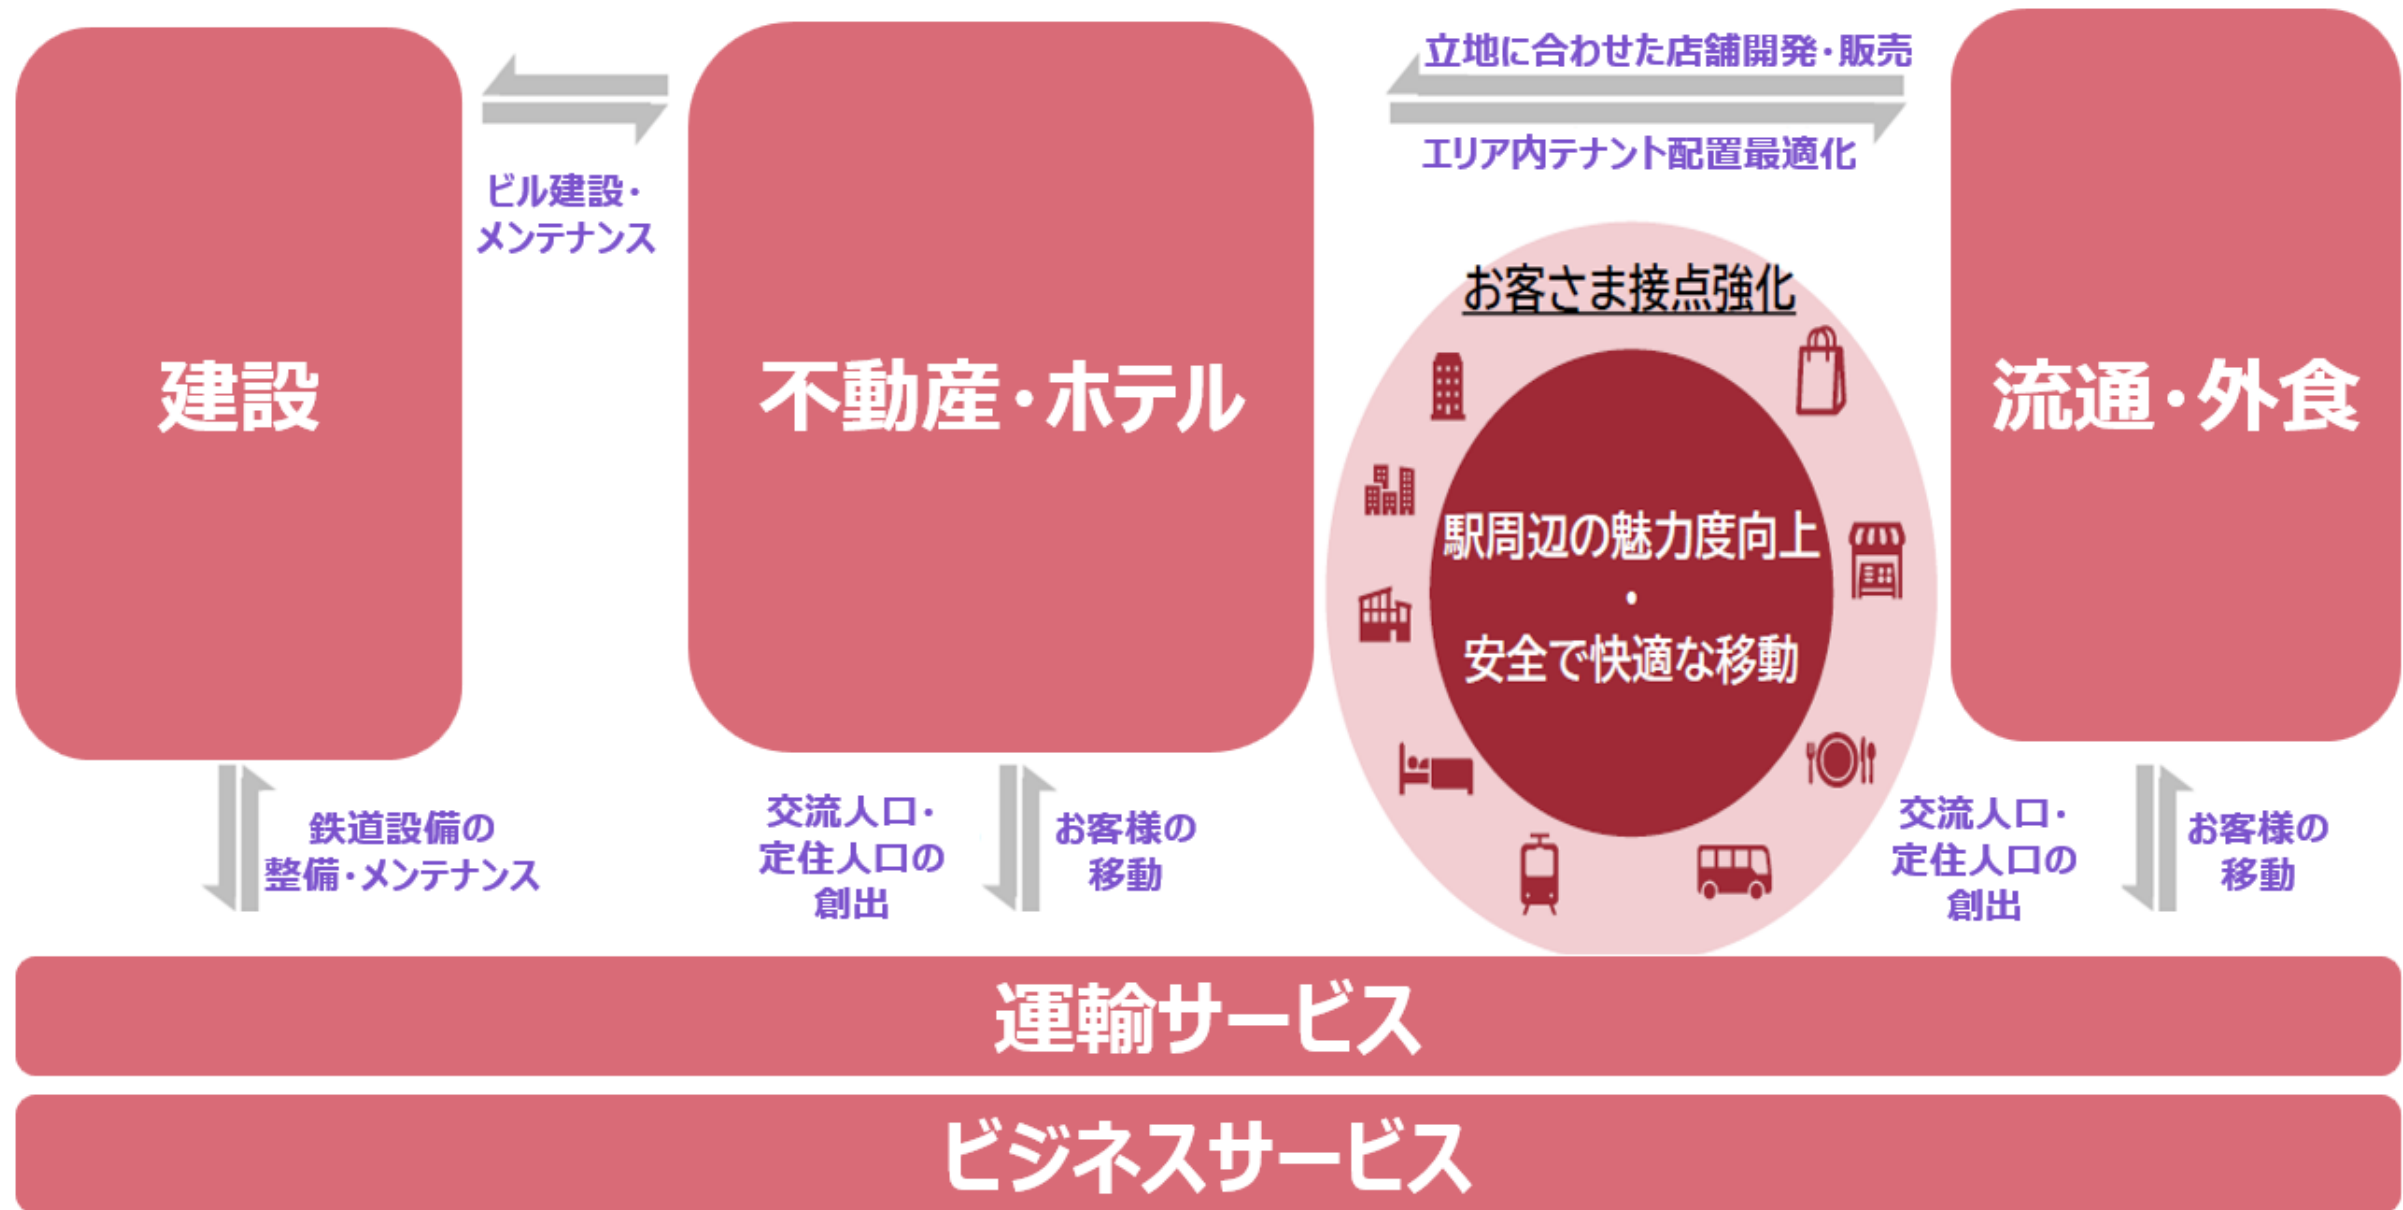 立地に合わせた店舗開発・販売
エリア内テナント配置最適化
ビル建設・
メンテナンス
お客さま接点強化
建設
不動産・ホテル
流通・外食
駅周辺の魅力度向上
・
安全で快適な移動
鉄道設備の
整備・メンテナンス
交流人口・
定住人口の
創出
お客様の
移動
交流人口・
定住人口の
創出
お客様の
移動
運輸サービス
ビジネスサービス